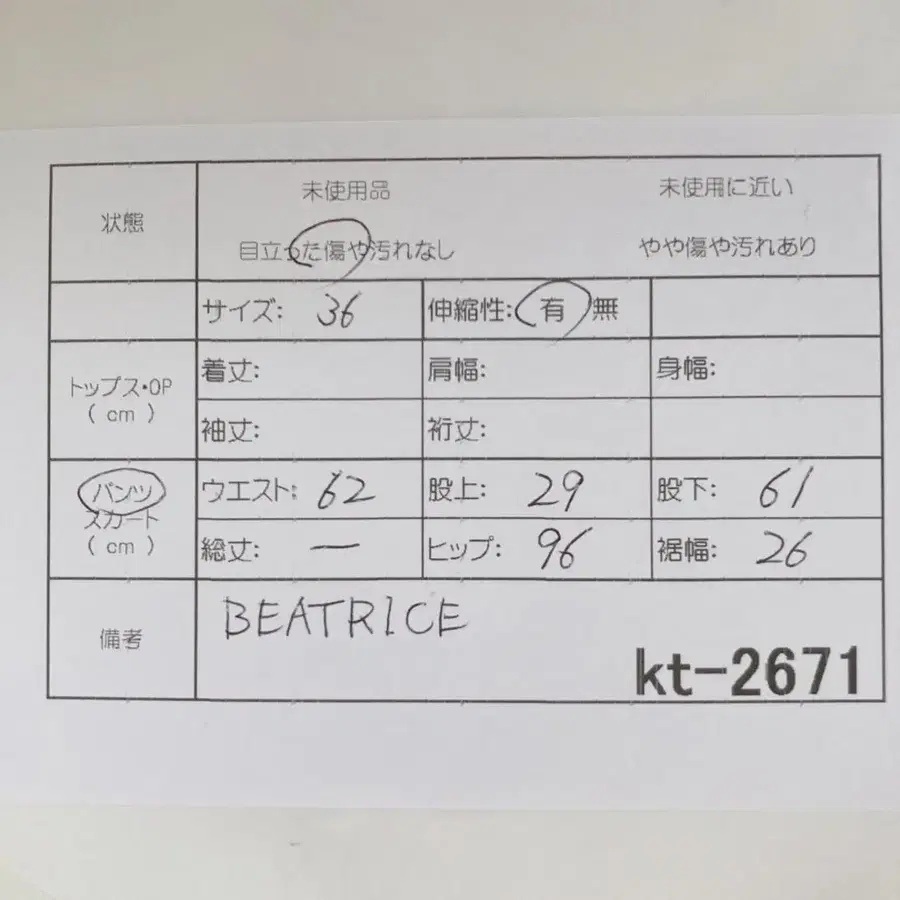 状態
未使用品 未使用に近い
目立った傷や汚れなし やや傷や汚れあり
サイズ: 36 伸縮性: 有 無
トップス・OP
( cm )
着丈: 肩幅: 身幅:
袖丈: 裄丈:
パンツ
スカート
( cm )
ウエスト: 62 股上: 29 股下: 61
総丈: ー ヒップ: 96 裾幅: 26
備考
BEATRICE
kt-2671